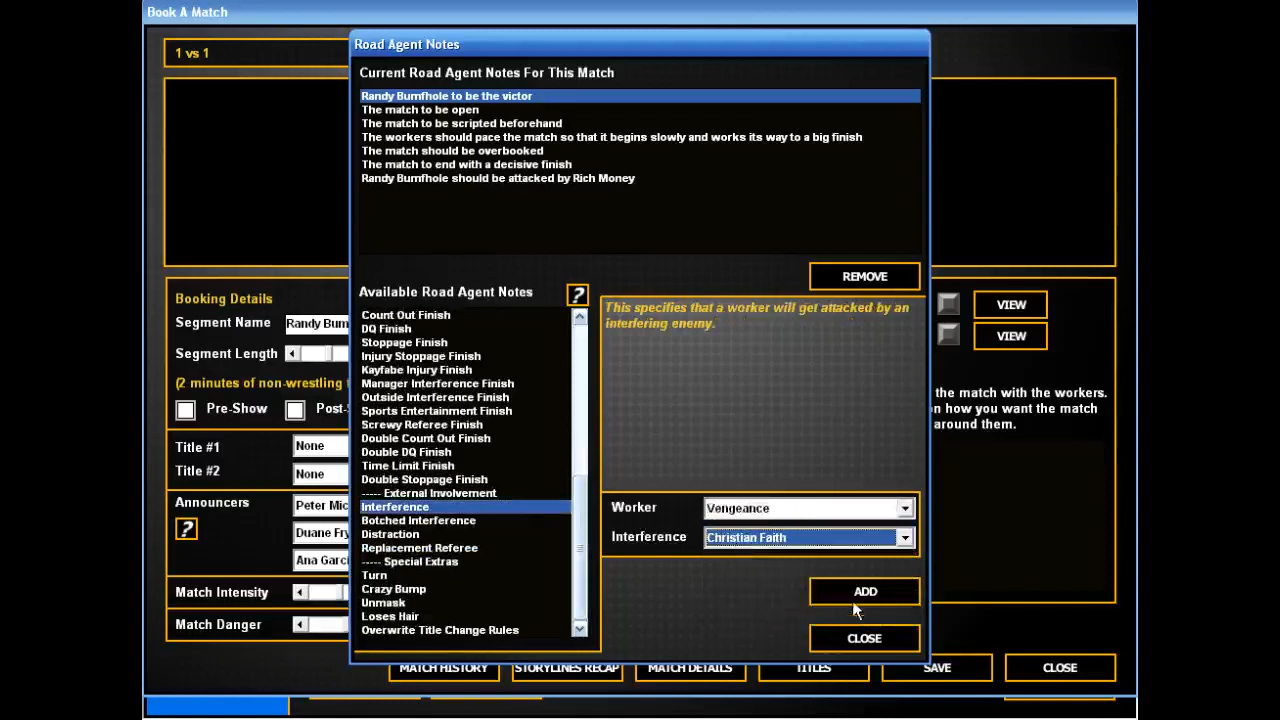 Book A Match
1 vs 1
Road Agent Notes
Current Road Agent Notes For This Match
Randy Bumfhole to be the victor
The match to be open
The match to be scripted beforehand
The workers should pace the match so that it begins slowly and works its way to a big finish
The match should be overbooked
The match to end with a decisive finish
Randy Bumfhole should be attacked by Rich Money
REMOVE
Available Road Agent Notes
?
Count Out Finish
DQ Finish
Stoppage Finish
Injury Stoppage Finish
Kayfabe Injury Finish
Manager Interference Finish
Outside Interference Finish
Sports Entertainment Finish
Screwy Referee Finish
Double Count Out Finish
Double DQ Finish
Time Limit Finish
Double Stoppage Finish
----- External Involvement
Interference
Botched Interference
Distraction
Replacement Referee
----- Special Extras
Turn
Crazy Bump
Unmask
Loses Hair
Overwrite Title Change Rules
This specifies that a worker will get attacked by an
interfering enemy.
Worker
Vengeance
Interference
Christian Faith
ADD
CLOSE
Booking Details
Segment Name
Randy Bum
Segment Length
(2 minutes of non-wrestling
Pre-Show
Post-
Title #1
None
Title #2
None
Announcers
Peter Mic
?
Duane Fry
Ana Garci
Match Intensity
Match Danger
VIEW
VIEW
the match with the workers.
on how you want the match
around them.
MATCH HISTORY
STORYLINES RECAP
MATCH DETAILS
TITLES
SAVE
CLOSE